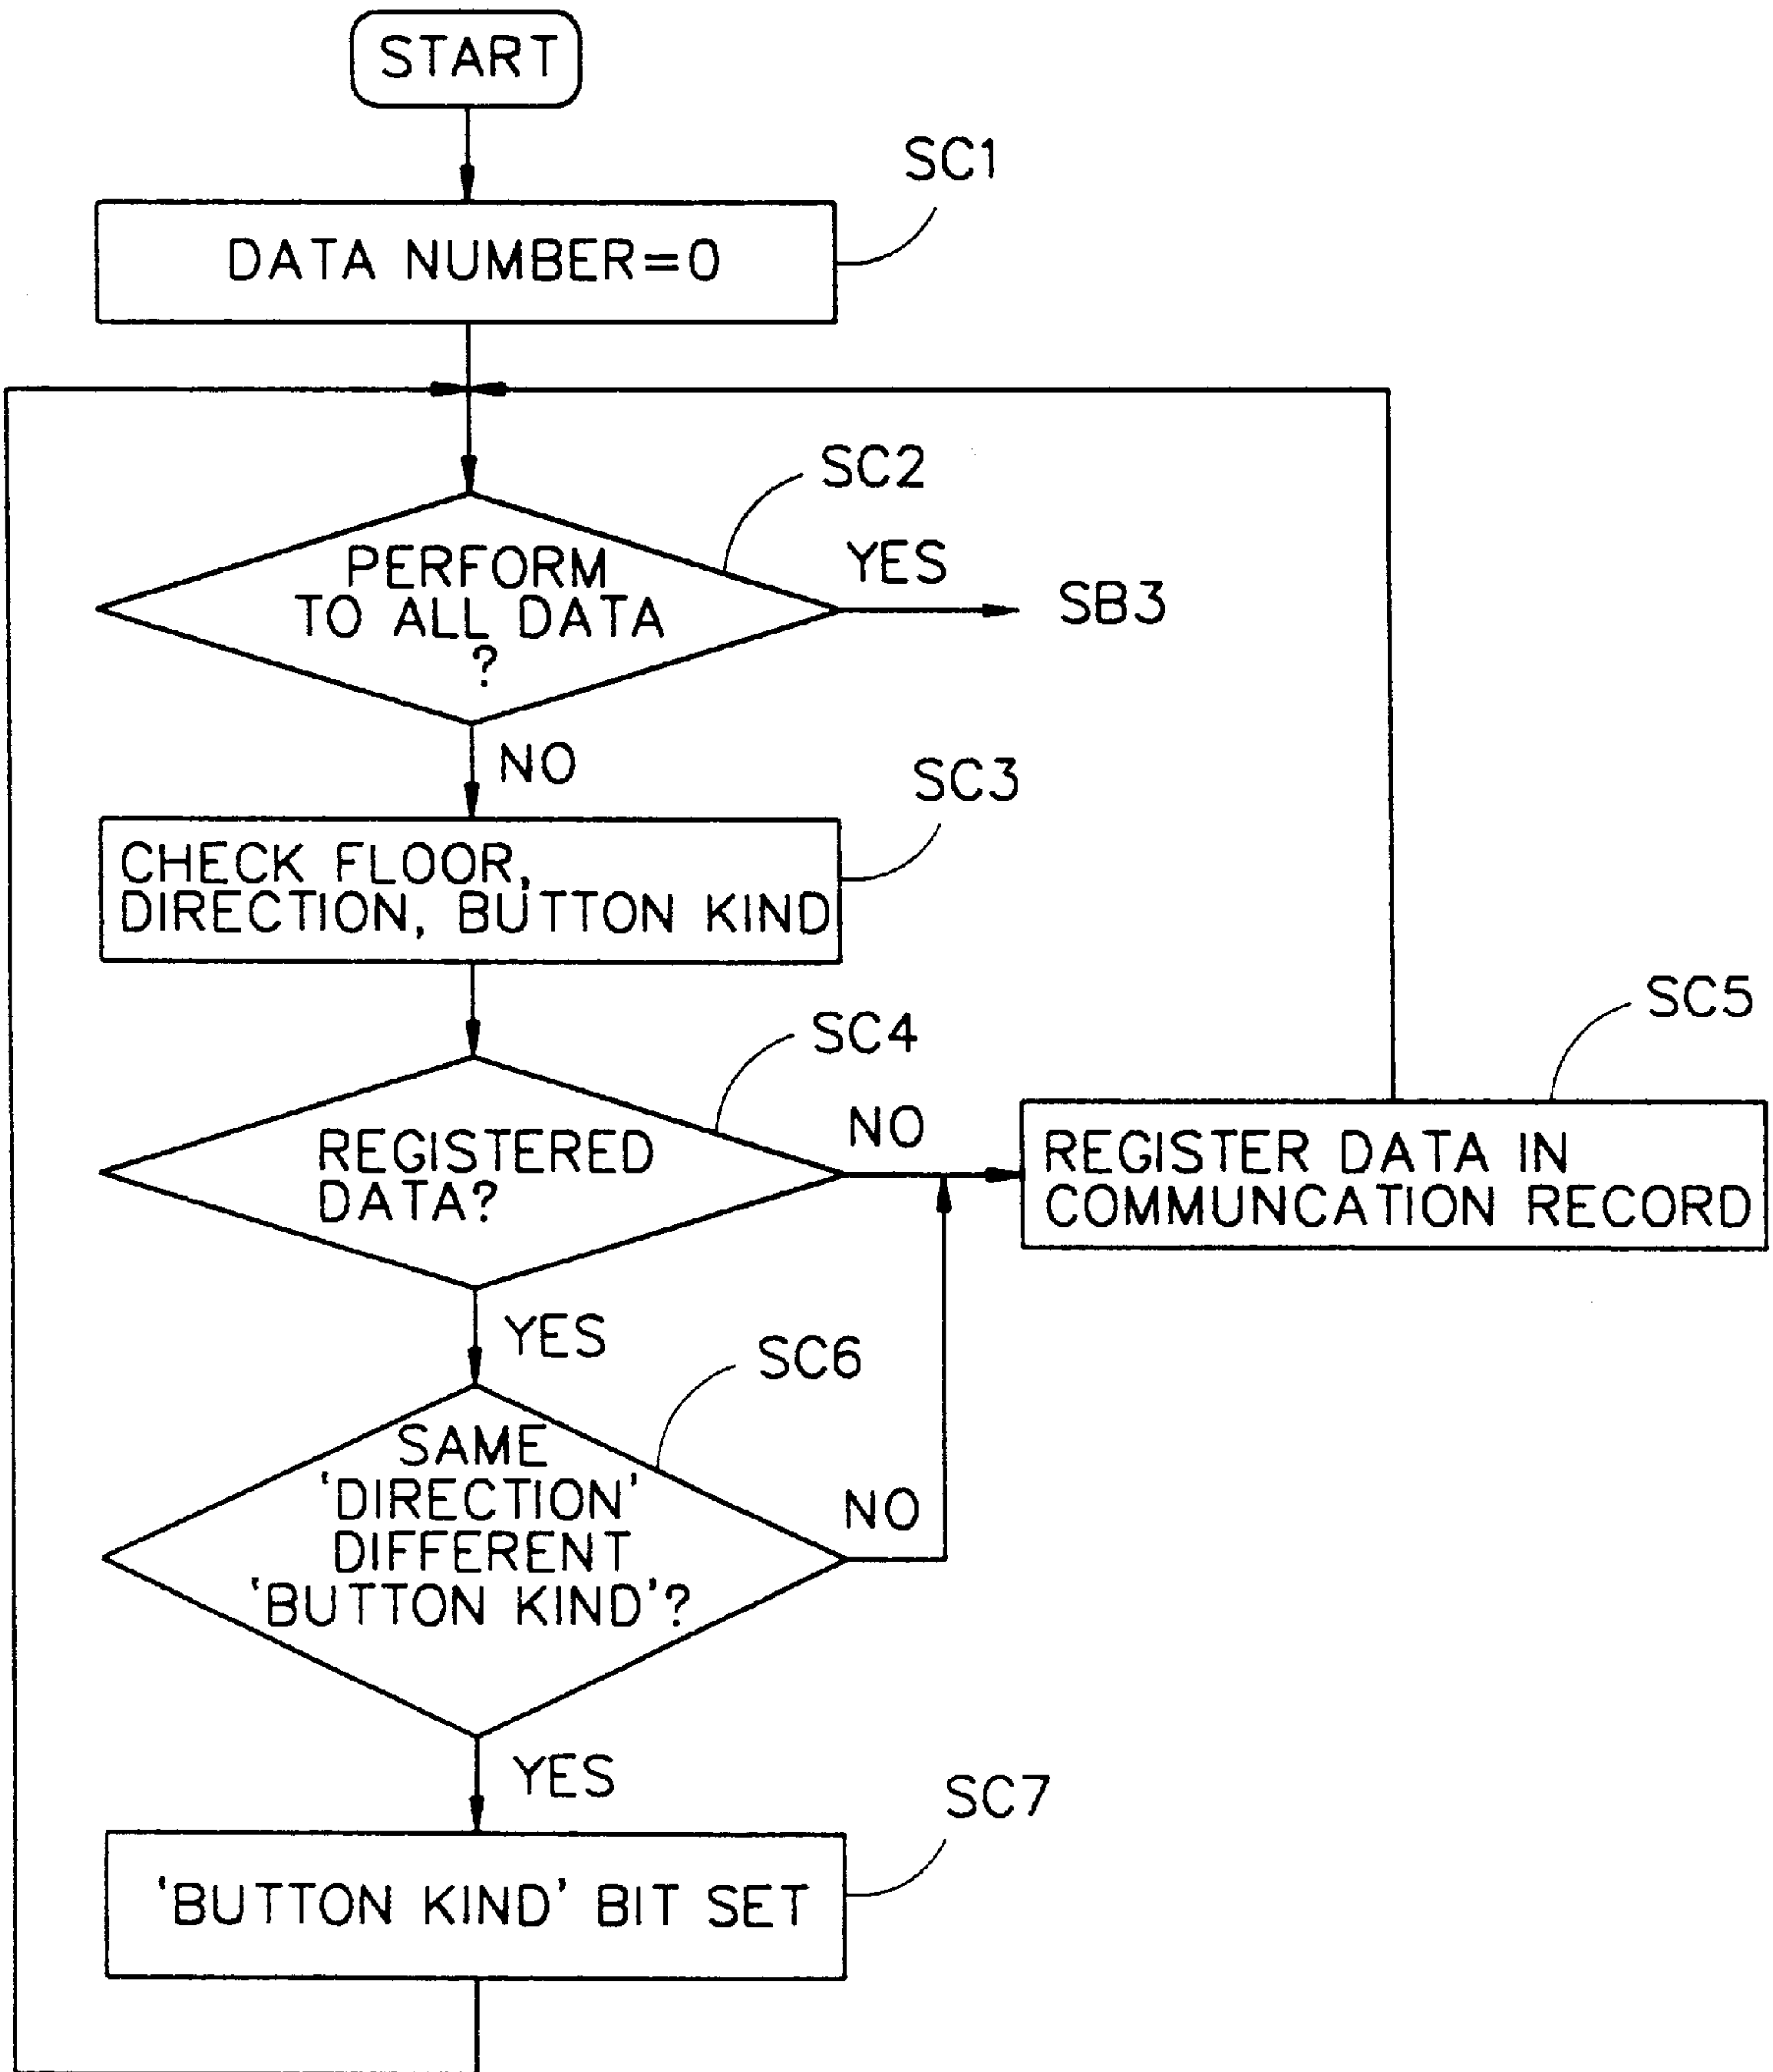 START
SC1
DATA NUMBER=0
SC2
PERFORM
TO ALL DATA
?
YES
SB3
NO
SC3
CHECK FLOOR,
DIRECTION, BUTTON KIND
SC4
REGISTERED
DATA?
NO
SC5
REGISTER DATA IN
COMMUNCATION RECORD
YES
SC6
SAME
'DIRECTION'
DIFFERENT
'BUTTON KIND'?
NO
YES
SC7
'BUTTON KIND' BIT SET